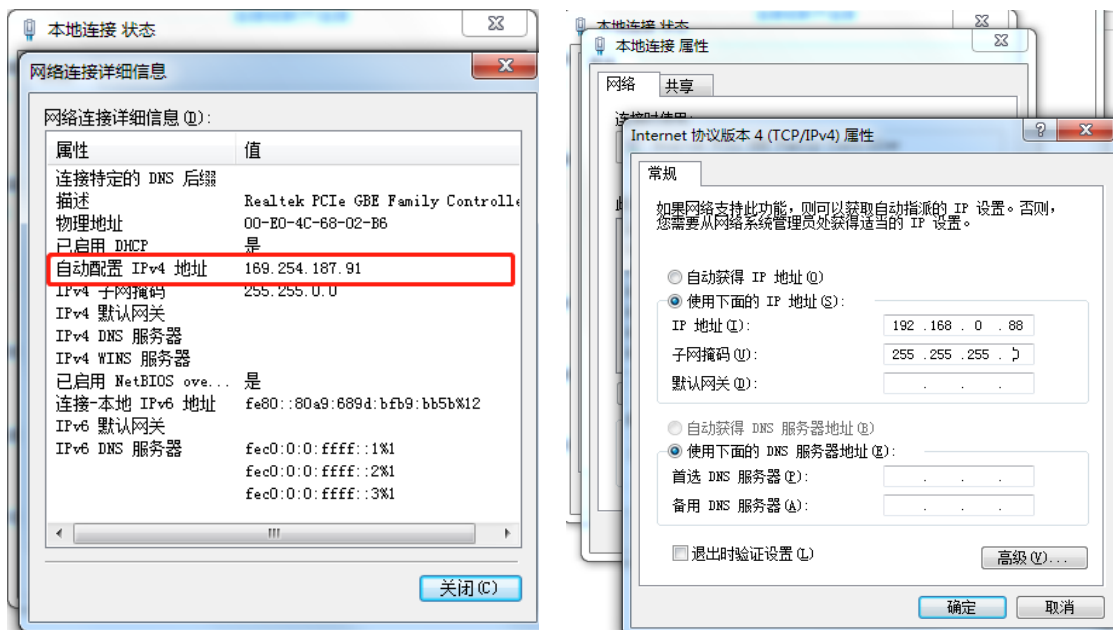 本地连接 状态
网络连接详细信息
网络连接详细信息(D):
属性 值
连接特定的 DNS 后缀
描述 Realtek PCIe GBE Family Controlle
物理地址 00-E0-4C-68-02-B6
已启用 DHCP 是
自动配置 IPv4 地址 169.254.187.91
IPv4 子网掩码 255.255.0.0
IPv4 默认网关
IPv4 DNS 服务器
IPv4 WINS 服务器
已启用 NetBIOS ove... 是
连接-本地 IPv6 地址 fe80::80a9:689d:bfb9:bb5b%12
IPv6 默认网关
IPv6 DNS 服务器 fec0:0:0:ffff::1%1
fec0:0:0:ffff::2%1
fec0:0:0:ffff::3%1
关闭(C)
本地连接 状态
本地连接 属性
网络 共享
连接时使用:
Internet 协议版本 4 (TCP/IPv4) 属性
常规
如果网络支持此功能，则可以获取自动指派的 IP 设置。否则，
您需要从网络系统管理员处获得适当的 IP 设置。
自动获得 IP 地址(O)
使用下面的 IP 地址(S):
IP 地址(I): 192 .168 . 0 . 88
子网掩码(U): 255 .255 .255 .
默认网关(D): . . .
自动获得 DNS 服务器地址(B)
使用下面的 DNS 服务器地址(E):
首选 DNS 服务器(P): . . .
备用 DNS 服务器(A): . . .
退出时验证设置(L)
高级(V)...
确定 取消